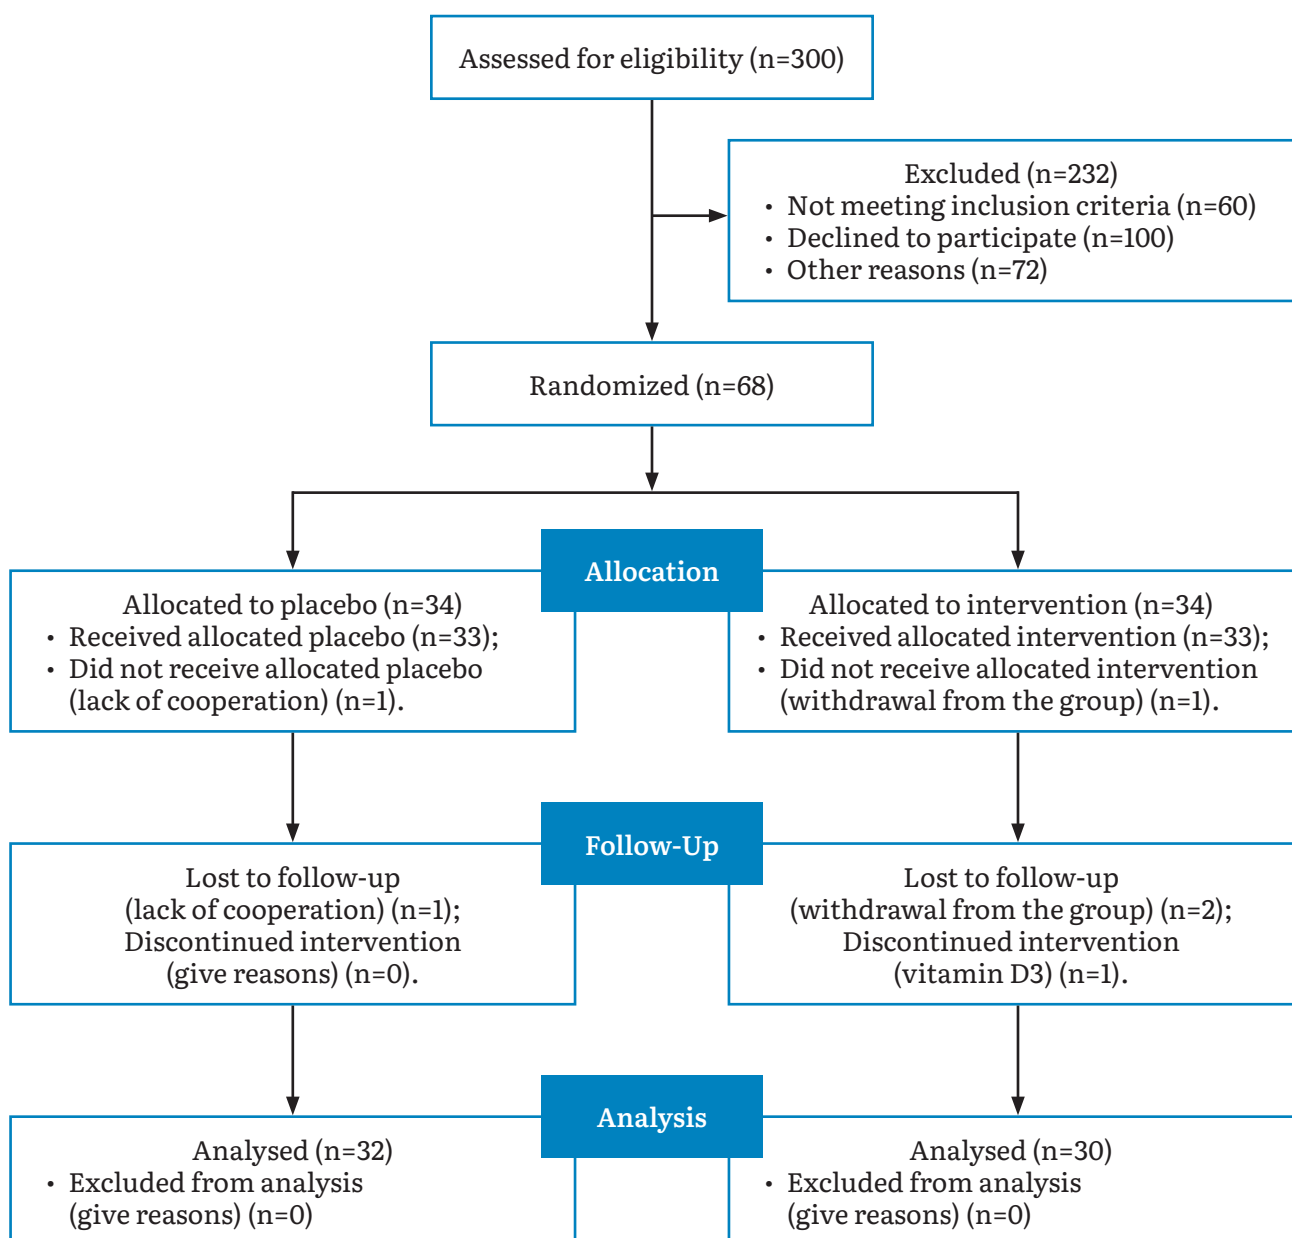 Assessed for eligibility (n=300)
Excluded (n=232)
• Not meeting inclusion criteria (n=60)
• Declined to participate (n=100)
• Other reasons (n=72)
Randomized (n=68)
Allocation
Allocated to placebo (n=34)
• Received allocated placebo (n=33);
• Did not receive allocated placebo
(lack of cooperation) (n=1).
Allocated to intervention (n=34)
• Received allocated intervention (n=33);
• Did not receive allocated intervention
(withdrawal from the group) (n=1).
Follow-Up
Lost to follow-up
(lack of cooperation) (n=1);
Discontinued intervention
(give reasons) (n=0).
Lost to follow-up
(withdrawal from the group) (n=2);
Discontinued intervention
(vitamin D3) (n=1).
Analysis
Analysed (n=32)
• Excluded from analysis
(give reasons) (n=0)
Analysed (n=30)
• Excluded from analysis
(give reasons) (n=0)